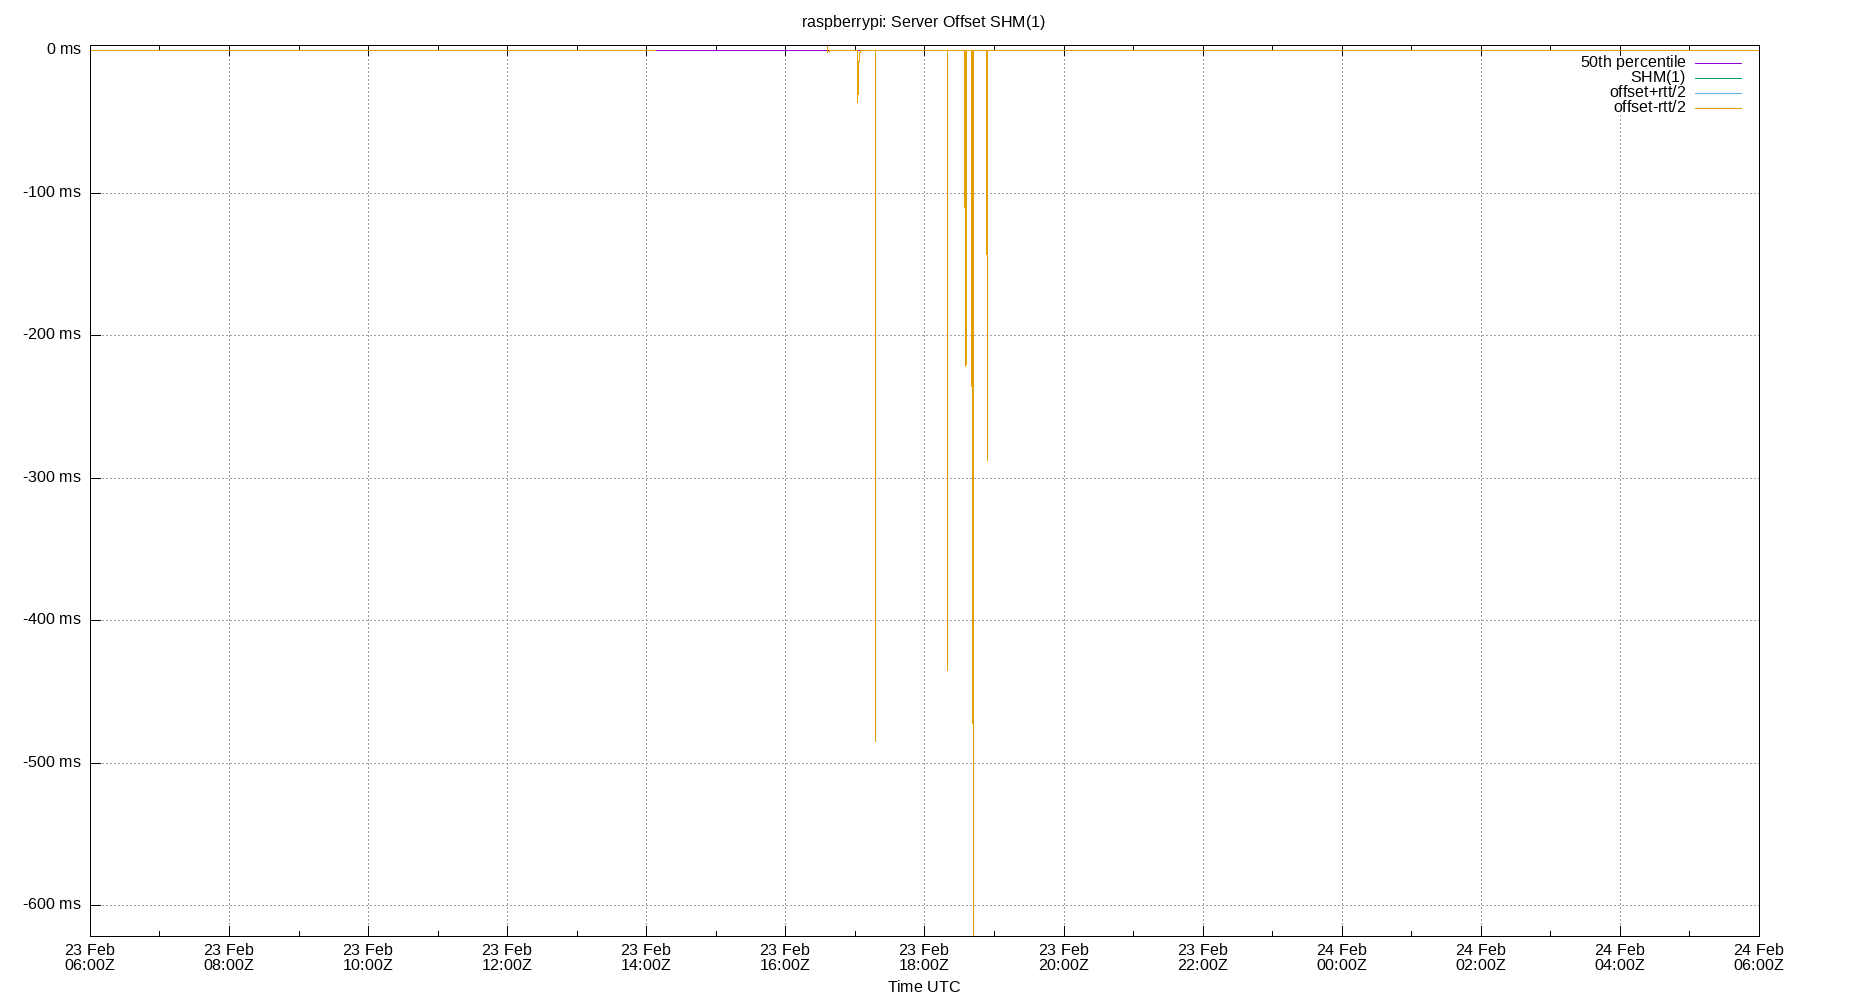 raspberrypi: Server Offset SHM(1)
0 ms
-100 ms
-200 ms
-300 ms
-400 ms
-500 ms
-600 ms
50th percentile
SHM(1)
offset+rtt/2
offset-rtt/2
23 Feb 23 Feb 23 Feb 23 Feb 23 Feb 23 Feb 23 Feb 23 Feb 23 Feb 24 Feb 24 Feb 24 Feb 24 Feb
06:00Z 08:00Z 10:00Z 12:00Z 14:00Z 16:00Z 18:00Z 20:00Z 22:00Z 00:00Z 02:00Z 04:00Z 06:00Z
Time UTC